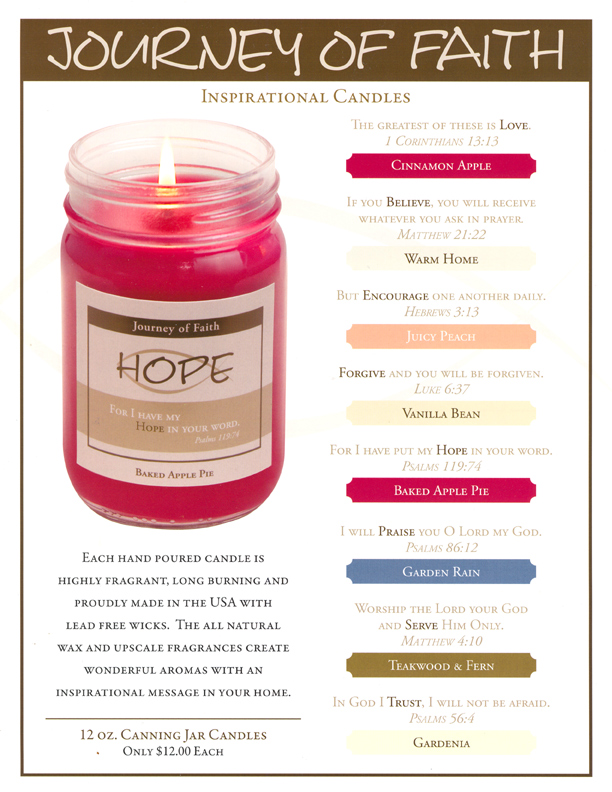 JOURNEY OF FAITH
INSPIRATIONAL CANDLES
Journey of Faith
HOPE
FOR I HAVE MY
HOPE IN YOUR WORD.
Psalms 119:74
BAKED APPLE PIE
EACH HAND POURED CANDLE IS
HIGHLY FRAGRANT, LONG BURNING AND
PROUDLY MADE IN THE USA WITH
LEAD FREE WICKS. THE ALL NATURAL
WAX AND UPSCALE FRAGRANCES CREATE
WONDERFUL AROMAS WITH AN
INSPIRATIONAL MESSAGE IN YOUR HOME.
12 OZ. CANNING JAR CANDLES
ONLY $12.00 EACH
THE GREATEST OF THESE IS LOVE.
1 CORINTHIANS 13:13
CINNAMON APPLE
IF YOU BELIEVE, YOU WILL RECEIVE
WHATEVER YOU ASK IN PRAYER.
MATTHEW 21:22
WARM HOME
BUT ENCOURAGE ONE ANOTHER DAILY.
HEBREWS 3:13
JUICY PEACH
FORGIVE AND YOU WILL BE FORGIVEN.
LUKE 6:37
VANILLA BEAN
FOR I HAVE PUT MY HOPE IN YOUR WORD.
PSALMS 119:74
BAKED APPLE PIE
I WILL PRAISE YOU O LORD MY GOD.
PSALMS 86:12
GARDEN RAIN
WORSHIP THE LORD YOUR GOD
AND SERVE HIM ONLY.
MATTHEW 4:10
TEAKWOOD & FERN
IN GOD I TRUST, I WILL NOT BE AFRAID.
PSALMS 56:4
GARDENIA